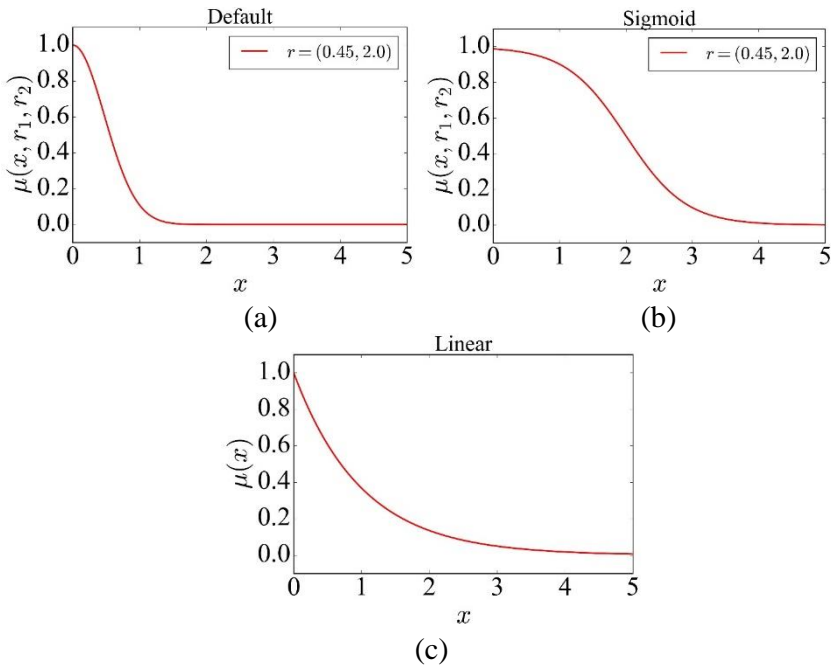 Default
1.0
0.8
0.6
0.4
0.2
0.0
μ(x, r₁, r₂)
r = (0.45, 2.0)
0 1 2 3 4 5
x
(a)
Sigmoid
1.0
0.8
0.6
0.4
0.2
0.0
μ(x, r₁, r₂)
r = (0.45, 2.0)
0 1 2 3 4 5
x
(b)
Linear
1.0
0.8
0.6
0.4
0.2
0.0
μ(x)
0 1 2 3 4 5
x
(c)